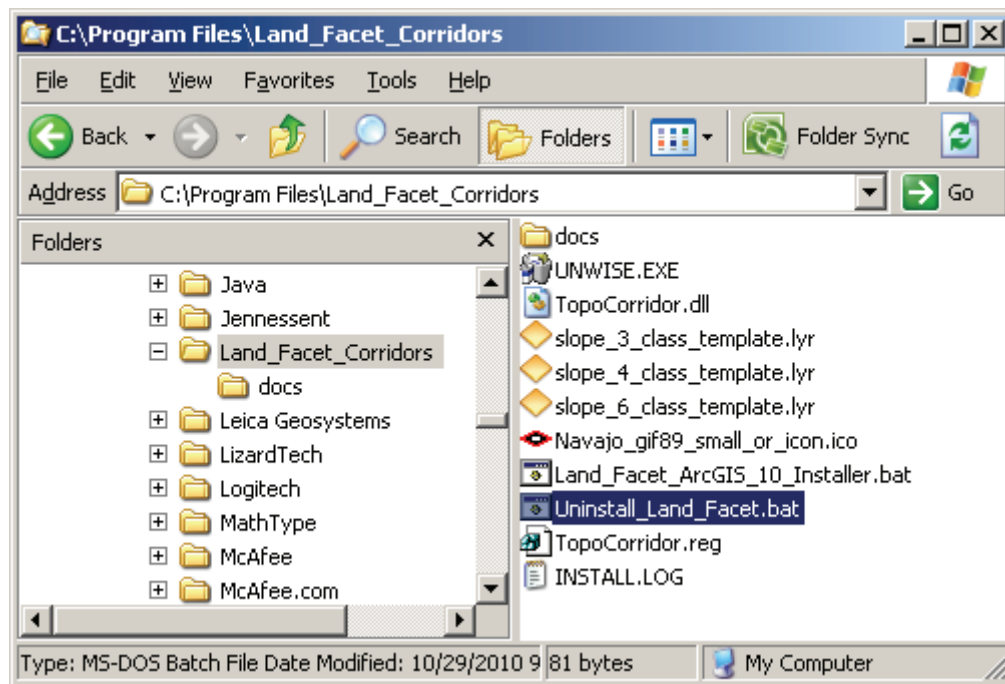 C:\Program Files\Land_Facet_Corridors
File Edit View Favorites Tools Help
Back Search Folders Folder Sync
Address C:\Program Files\Land_Facet_Corridors Go
Folders
Java
Jennessent
Land_Facet_Corridors
docs
Leica Geosystems
LizardTech
Logitech
MathType
McAfee
McAfee.com
docs
UNWISE.EXE
TopoCorridor.dll
slope_3_class_template.lyr
slope_4_class_template.lyr
slope_6_class_template.lyr
Navajo_gif89_small_or_icon.ico
Land_Facet_ArcGIS_10_Installer.bat
Uninstall_Land_Facet.bat
TopoCorridor.reg
INSTALL.LOG
Type: MS-DOS Batch File Date Modified: 10/29/2010 9 81 bytes My Computer